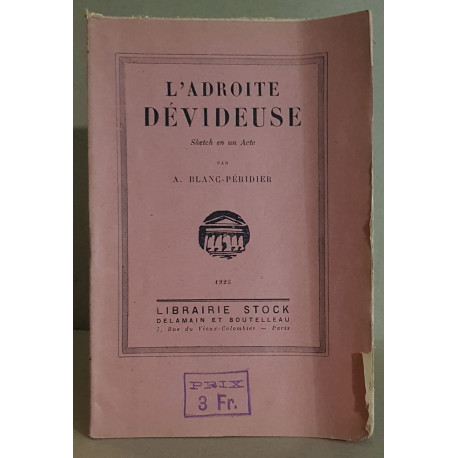 L'ADROITE
DÉVIDEUSE
Sketch en un Acte
PAR
A. BLANC-PÉRIDIER
1925
LIBRAIRIE STOCK
DELAMAIN ET BOUTELLEAU
7, Rue du Vieux-Colombier — Paris
PRIX
3 Fr.